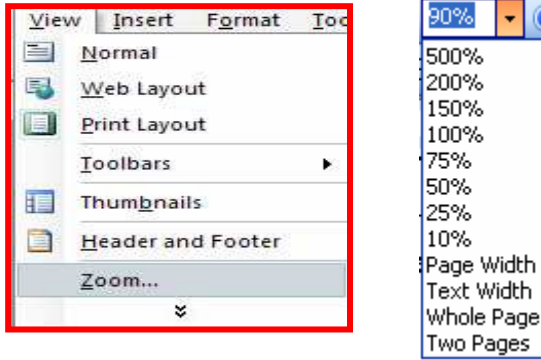 View Insert Format Too
Normal
Web Layout
Print Layout
Toolbars
Thumbnails
Header and Footer
Zoom...
90%
500%
200%
150%
100%
75%
50%
25%
10%
Page Width
Text Width
Whole Page
Two Pages